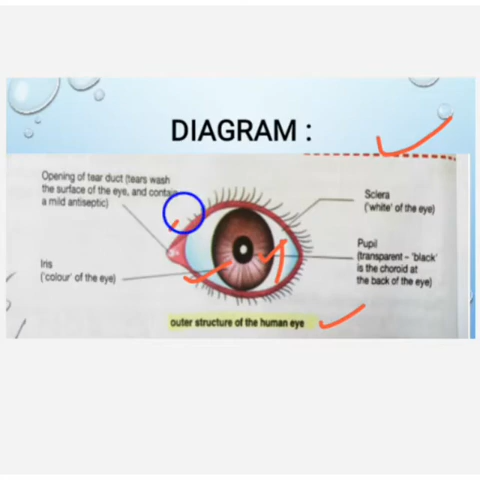 DIAGRAM :
Opening of tear duct (tears wash
the surface of the eye, and contain
a mild antiseptic)
Iris
('colour' of the eye)
Sclera
('white' of the eye)
Pupil
(transparent – 'black'
is the choroid at
the back of the eye)
outer structure of the human eye